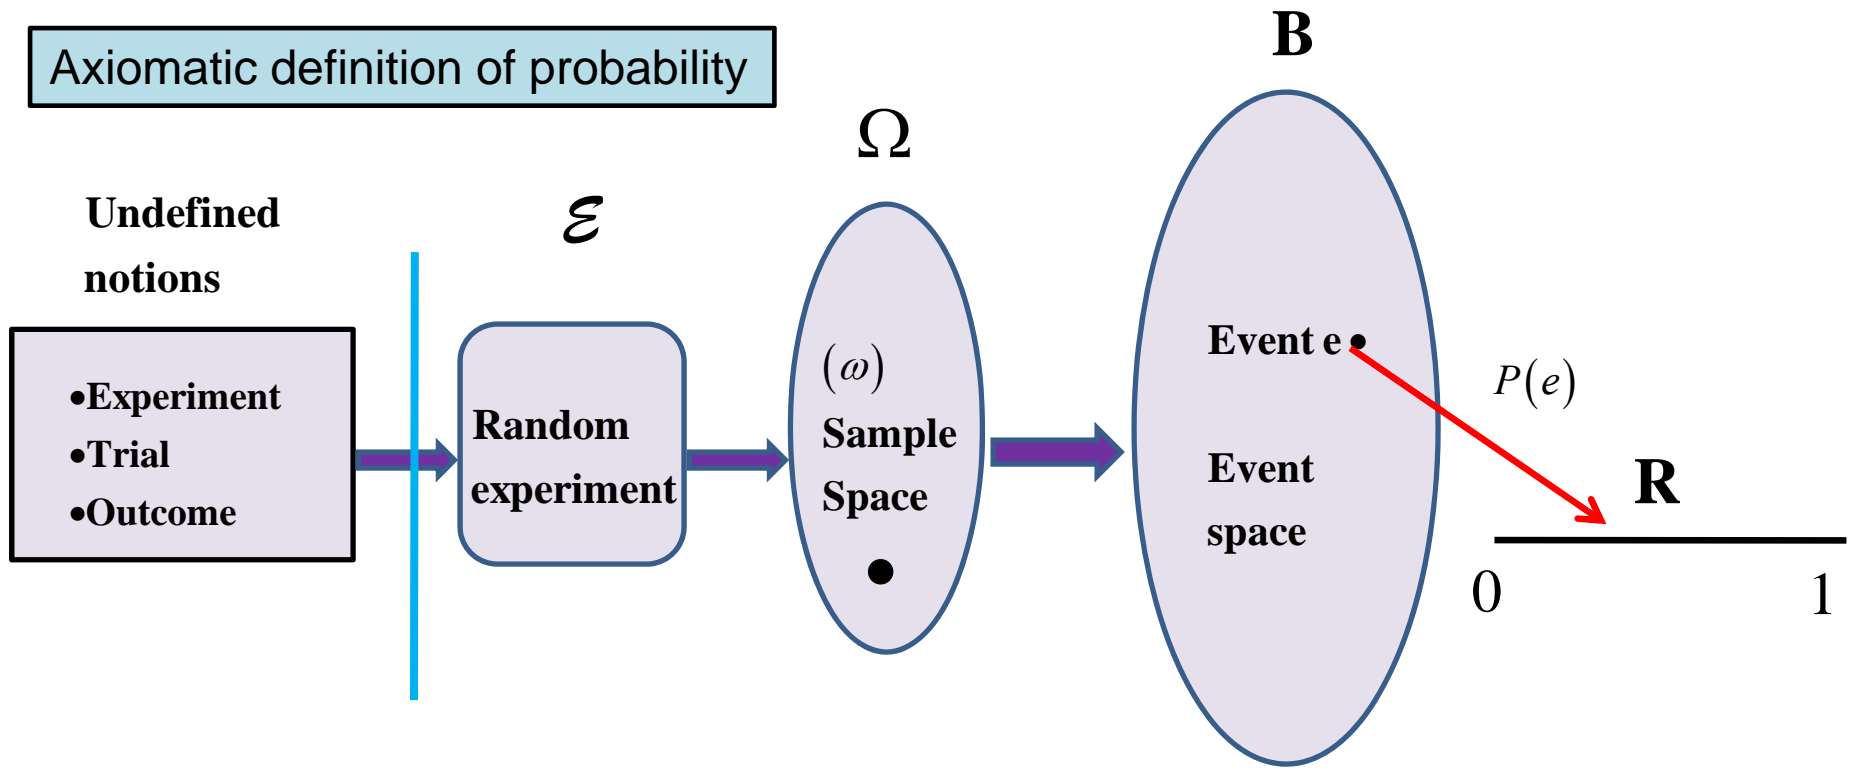 Axiomatic definition of probability
Undefined
notions
•Experiment
•Trial
•Outcome
ℰ
Random
experiment
Ω
(ω)
Sample
Space
B
Event e
Event
space
P(e)
R
0
1